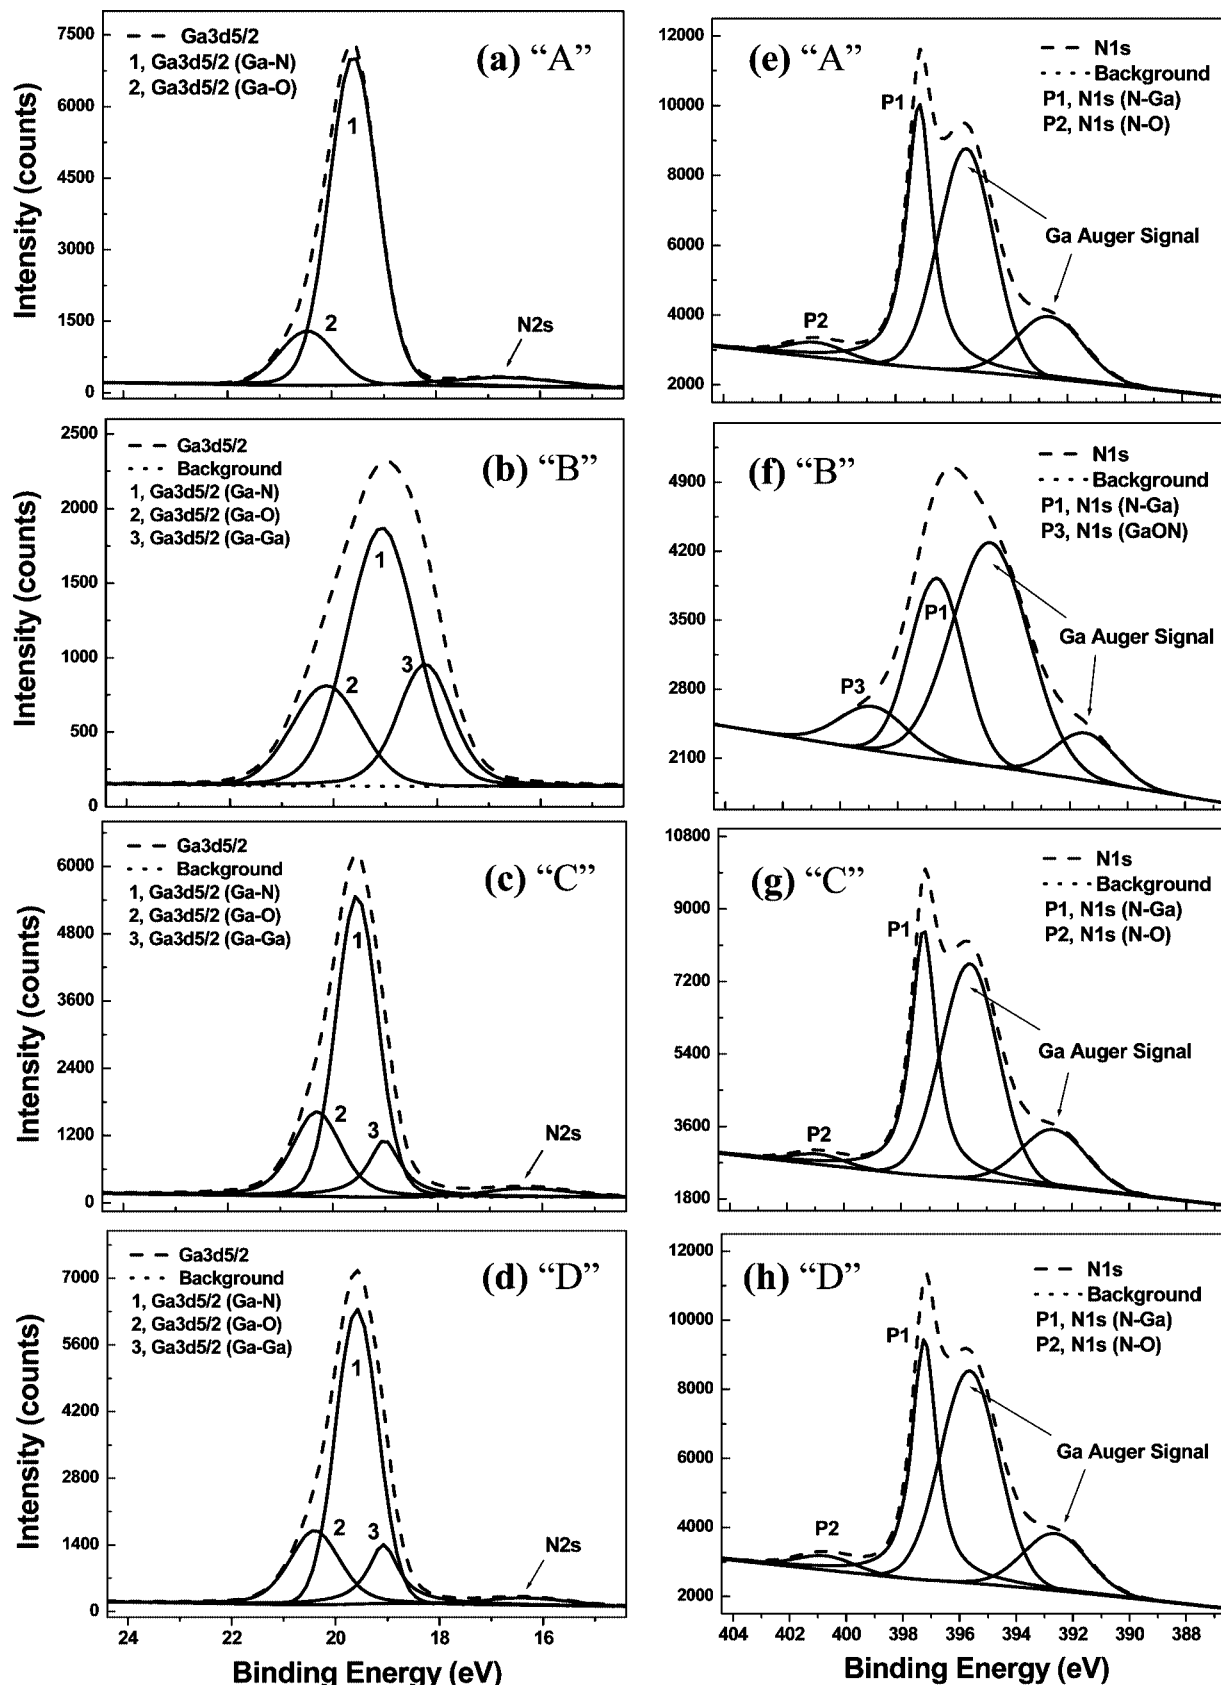 Intensity (counts)
7500
6000
4500
3000
1500
0
Ga3d5/2
1, Ga3d5/2 (Ga-N)
2, Ga3d5/2 (Ga-O)
(a) “A”
1
2
N2s
12000
10000
8000
6000
4000
2000
(e) “A”
N1s
Background
P1, N1s (N-Ga)
P2, N1s (N-O)
P1
Ga Auger Signal
P2
Intensity (counts)
2500
2000
1500
1000
500
0
Ga3d5/2
Background
1, Ga3d5/2 (Ga-N)
2, Ga3d5/2 (Ga-O)
3, Ga3d5/2 (Ga-Ga)
(b) “B”
1
2
3
4900
4200
3500
2800
2100
(f) “B”
N1s
Background
P1, N1s (N-Ga)
P3, N1s (GaON)
P1
Ga Auger Signal
P3
Intensity (counts)
6000
4800
3600
2400
1200
0
Ga3d5/2
Background
1, Ga3d5/2 (Ga-N)
2, Ga3d5/2 (Ga-O)
3, Ga3d5/2 (Ga-Ga)
(c) “C”
1
2
3
N2s
10800
9000
7200
5400
3600
1800
(g) “C”
N1s
Background
P1, N1s (N-Ga)
P2, N1s (N-O)
P1
Ga Auger Signal
P2
Intensity (counts)
7000
5600
4200
2800
1400
0
Ga3d5/2
Background
1, Ga3d5/2 (Ga-N)
2, Ga3d5/2 (Ga-O)
3, Ga3d5/2 (Ga-Ga)
(d) “D”
1
2
3
N2s
24 22 20 18 16
Binding Energy (eV)
12000
10000
8000
6000
4000
2000
(h) “D”
N1s
Background
P1, N1s (N-Ga)
P2, N1s (N-O)
P1
Ga Auger Signal
P2
404 402 400 398 396 394 392 390 388
Binding Energy (eV)